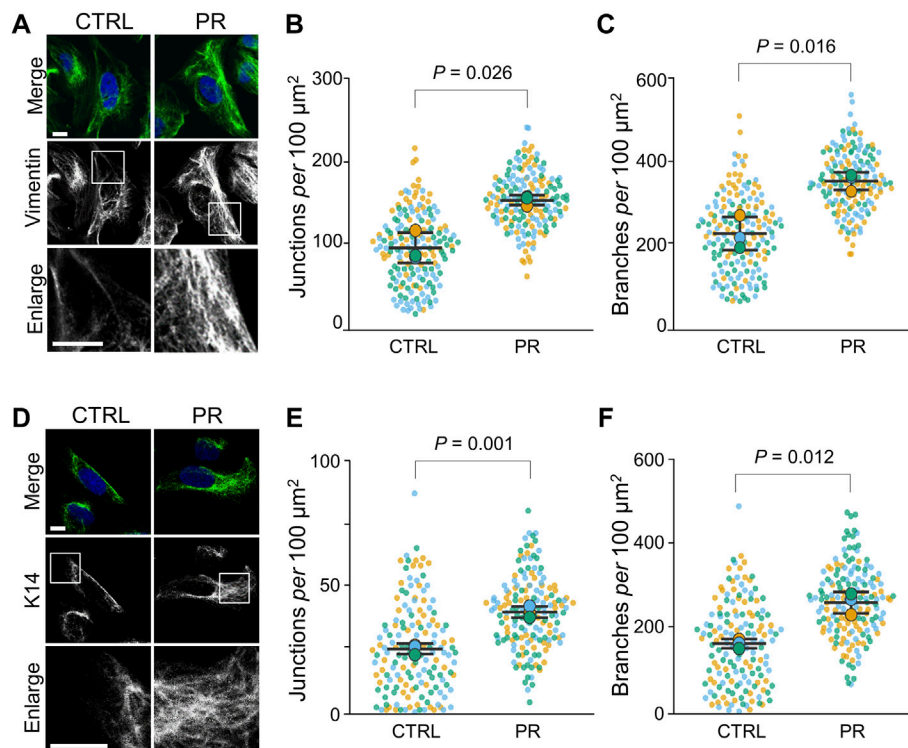 A
CTRL
PR
Merge
Vimentin
Enlarge
B
P = 0.026
Junctions per 100 µm²
300
200
100
0
CTRL
PR
C
P = 0.016
Branches per 100 µm²
600
400
200
0
CTRL
PR
D
CTRL
PR
Merge
K14
Enlarge
E
P = 0.001
Junctions per 100 µm²
100
50
0
CTRL
PR
F
P = 0.012
Branches per 100 µm²
600
400
200
0
CTRL
PR